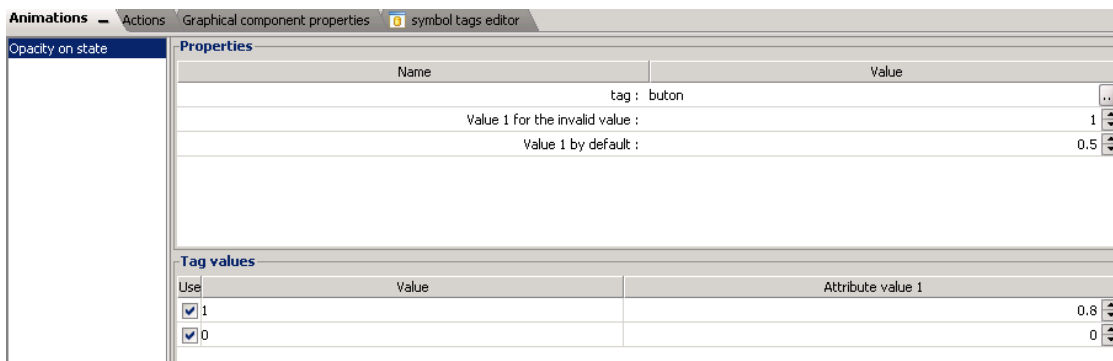 Animations Actions Graphical component properties symbol tags editor
Opacity on state
Properties
Name Value
tag : buton ..
Value 1 for the invalid value : 1
Value 1 by default : 0.5
Tag values
Use Value Attribute value 1
1 0.8
0 0